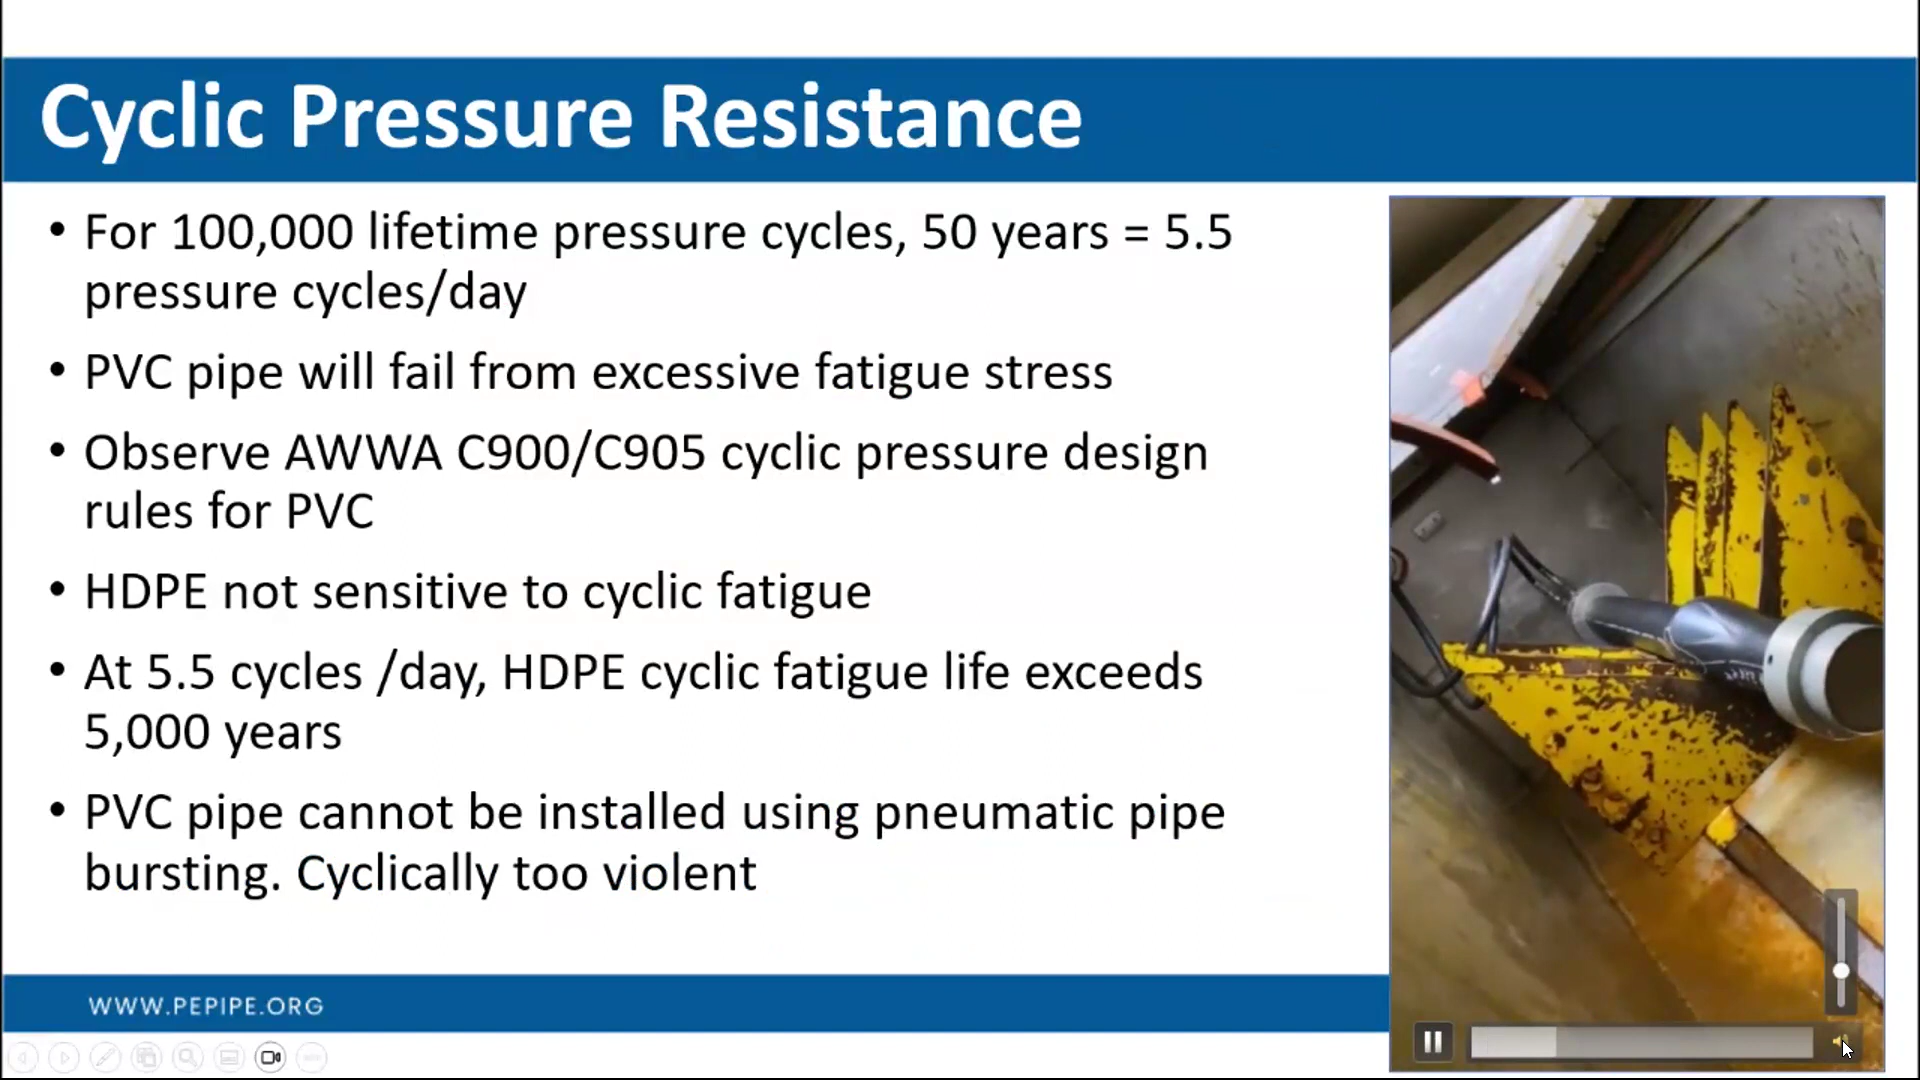 Cyclic Pressure Resistance
• For 100,000 lifetime pressure cycles, 50 years = 5.5
pressure cycles/day
• PVC pipe will fail from excessive fatigue stress
• Observe AWWA C900/C905 cyclic pressure design
rules for PVC
• HDPE not sensitive to cyclic fatigue
• At 5.5 cycles /day, HDPE cyclic fatigue life exceeds
5,000 years
• PVC pipe cannot be installed using pneumatic pipe
bursting. Cyclically too violent
WWW.PEPIPE.ORG